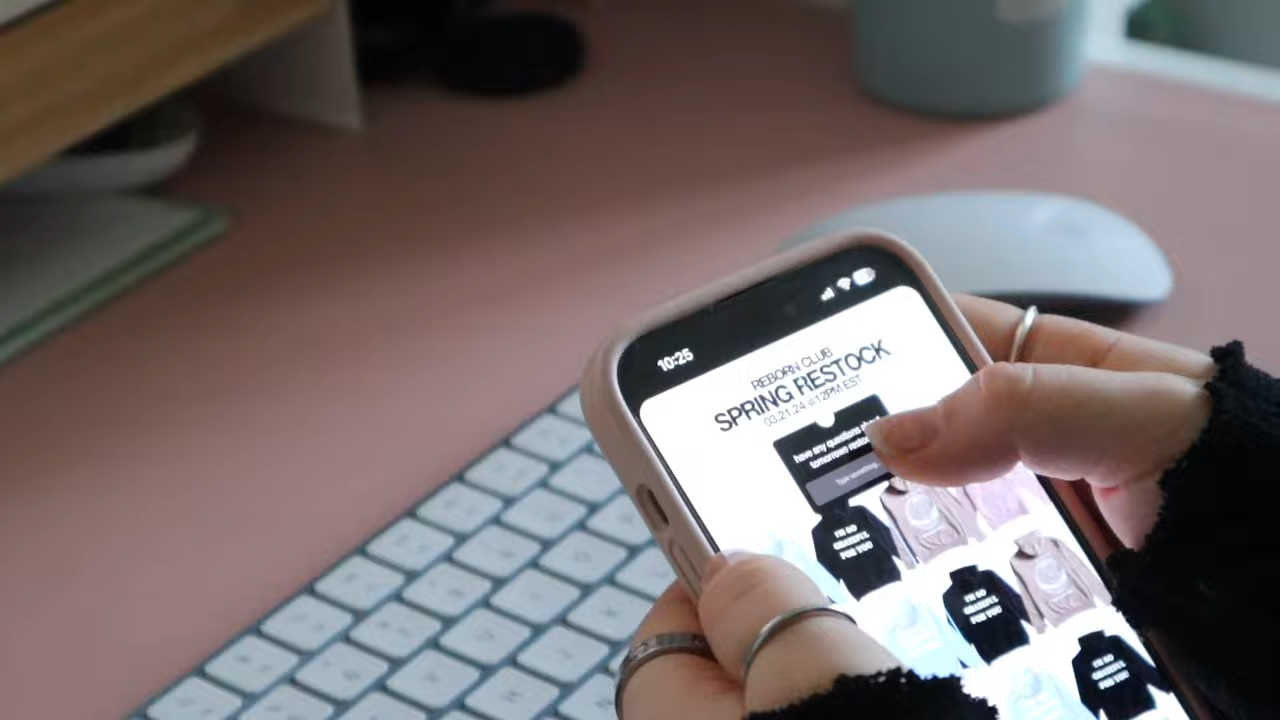 10:25
REBORN CLUB
SPRING RESTOCK
03.21.24 @12PM EST
have any questions about
tomorrows restock
Type something...
I'M SO
GRATEFUL
FOR YOU
I'M SO
GRATEFUL
FOR YOU
I'M SO
GRATEFUL
FOR YOU